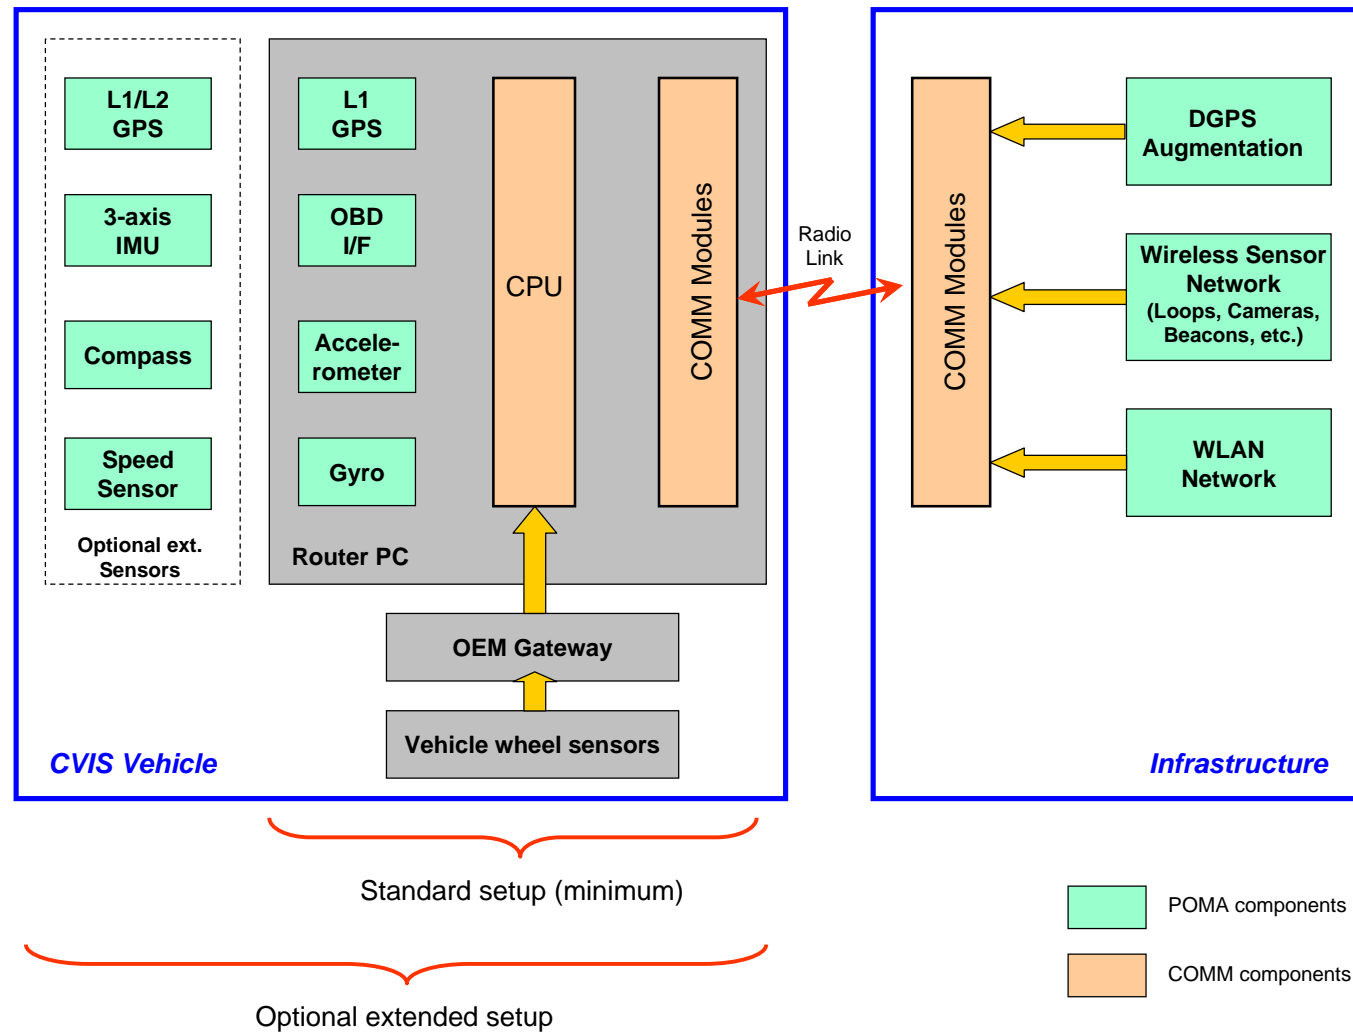 L1/L2
GPS
3-axis
IMU
Compass
Speed
Sensor
Optional ext.
Sensors
L1
GPS
OBD
I/F
Accele-
rometer
Gyro
Router PC
CPU
COMM Modules
OEM Gateway
Vehicle wheel sensors
CVIS Vehicle
Radio
Link
COMM Modules
DGPS
Augmentation
Wireless Sensor
Network
(Loops, Cameras,
Beacons, etc.)
WLAN
Network
Infrastructure
Standard setup (minimum)
Optional extended setup
POMA components
COMM components